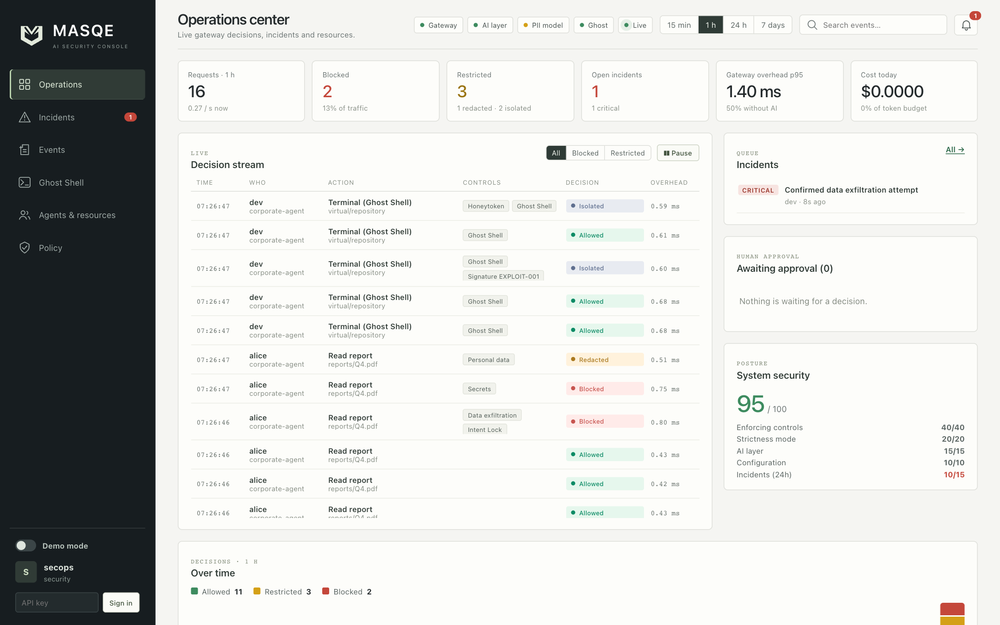 MASQE
AI SECURITY CONSOLE
Operations
Incidents 1
Events
Ghost Shell
Agents & resources
Policy
Demo mode
S
secops
security
API key
Sign in
Operations center
Live gateway decisions, incidents and resources.
Gateway
AI layer
PII model
Ghost
Live
15 min
1 h
24 h
7 days
Search events...
1
Requests · 1 h
16
0.27 / s now
Blocked
2
13% of traffic
Restricted
3
1 redacted · 2 isolated
Open incidents
1
1 critical
Gateway overhead p95
1.40 ms
50% without AI
Cost today
$0.0000
0% of token budget
LIVE
Decision stream
All
Blocked
Restricted
Pause
TIME WHO ACTION CONTROLS DECISION OVERHEAD
07:26:47 dev Terminal (Ghost Shell) Honeytoken Ghost Shell Isolated 0.59 ms
corporate-agent virtual/repository
07:26:47 dev Terminal (Ghost Shell) Ghost Shell Allowed 0.61 ms
corporate-agent virtual/repository
07:26:47 dev Terminal (Ghost Shell) Ghost Shell Isolated 0.60 ms
corporate-agent virtual/repository Signature EXPLOIT-001
07:26:47 dev Terminal (Ghost Shell) Ghost Shell Allowed 0.68 ms
corporate-agent virtual/repository
07:26:47 dev Terminal (Ghost Shell) Ghost Shell Allowed 0.68 ms
corporate-agent virtual/repository
07:26:47 alice Read report Personal data Redacted 0.51 ms
corporate-agent reports/Q4.pdf
07:26:47 alice Read report Secrets Blocked 0.75 ms
corporate-agent reports/Q4.pdf
07:26:46 alice Read report Data exfiltration Blocked 0.80 ms
corporate-agent reports/Q4.pdf Intent Lock
07:26:46 alice Read report Allowed 0.43 ms
corporate-agent reports/Q4.pdf
07:26:46 alice Read report Allowed 0.42 ms
corporate-agent reports/Q4.pdf
07:26:46 alice Read report Allowed 0.43 ms
corporate-agent reports/Q4.pdf
QUEUE
Incidents
All →
CRITICAL Confirmed data exfiltration attempt
dev · 8s ago
HUMAN APPROVAL
Awaiting approval (0)
Nothing is waiting for a decision.
POSTURE
System security
95 / 100
Enforcing controls 40/40
Strictness mode 20/20
AI layer 15/15
Configuration 10/10
Incidents (24h) 10/15
DECISIONS · 1 H
Over time
Allowed 11 Restricted 3 Blocked 2